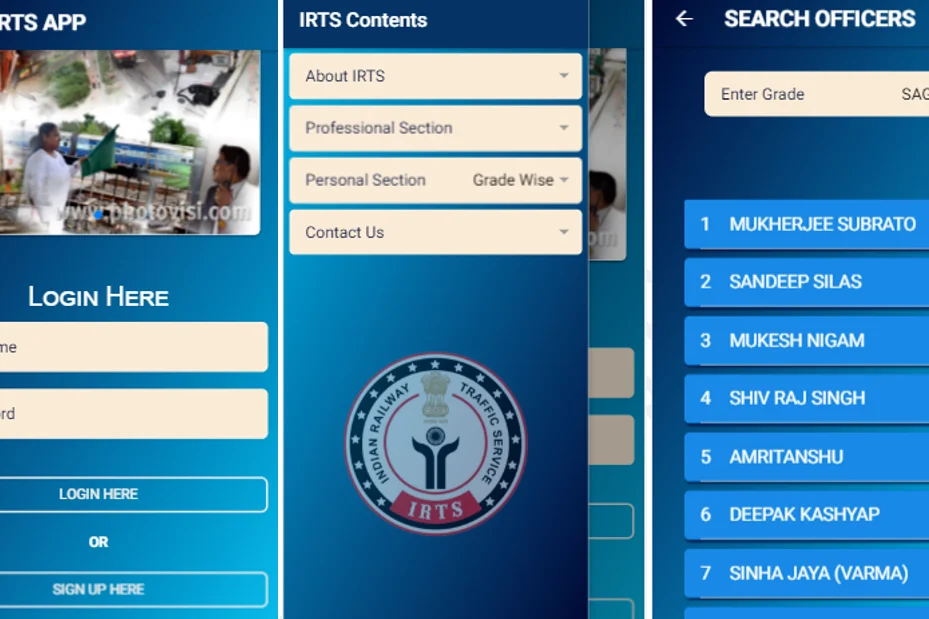 RTS APP
www.photovisi.com
LOGIN HERE
me
rd
LOGIN HERE
OR
SIGN UP HERE
IRTS Contents
About IRTS
Professional Section
Personal Section Grade Wise
Contact Us
INDIAN RAILWAY TRAFFIC SERVICE
IRTS
om
SEARCH OFFICERS
Enter Grade SAG
1 MUKHERJEE SUBRATO
2 SANDEEP SILAS
3 MUKESH NIGAM
4 SHIV RAJ SINGH
5 AMRITANSHU
6 DEEPAK KASHYAP
7 SINHA JAYA (VARMA)